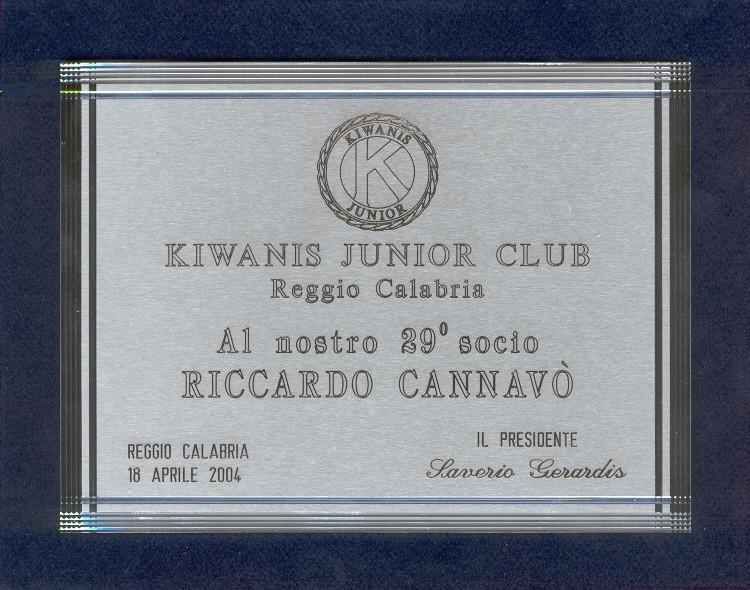 KIWANIS
K
JUNIOR
KIWANIS JUNIOR CLUB
Reggio Calabria
Al nostro 29° socio
RICCARDO CANNAVÒ
REGGIO CALABRIA
18 APRILE 2004
IL PRESIDENTE
Saverio Gerardis